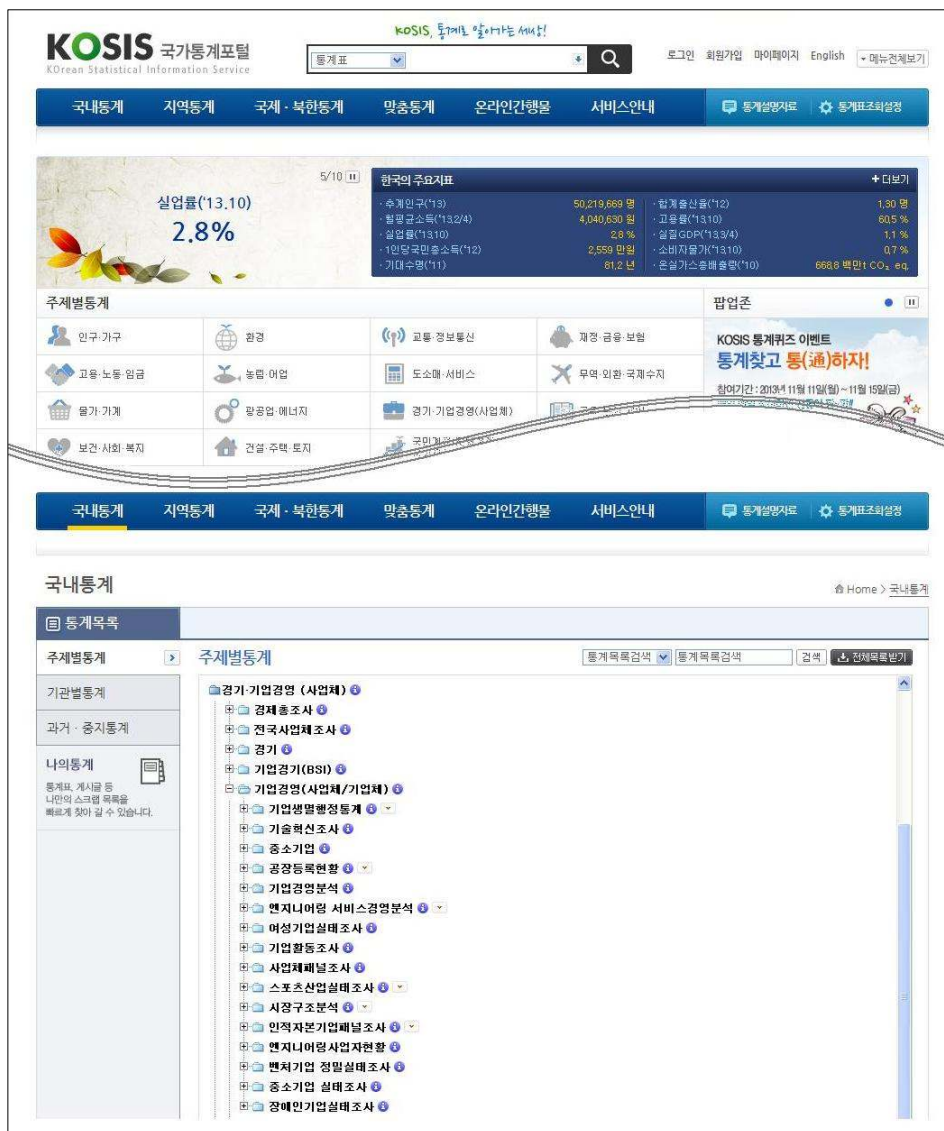 KOSIS, 통계로 알아가는 세상!
KOSIS 국가통계포털
KOrean Statistical Information Service
통계표
로그인 회원가입 마이페이지 English 메뉴전체보기
국내통계 지역통계 국제 · 북한통계 맞춤통계 온라인간행물 서비스안내 통계설명자료 통계표조회설정
5/10
실업률('13.10)
2.8%
한국의 주요지표 +더보기
· 추계인구('13) 50,219,669 명 · 합계출산율('12) 1.30 명
· 월평균소득('13.2/4) 4,040,630 원 · 고용률('13.10) 60.5 %
· 실업률('13.10) 2.8 % · 실질GDP('13.3/4) 1.1 %
· 1인당국민총소득('12) 2,559 만원 · 소비자물가('13.10) 0.7 %
· 기대수명('11) 81.2 년 · 온실가스총배출량('10) 668.8 백만t CO₂ eq.
주제별통계 팝업존
인구·가구 환경 교통·정보통신 재정·금융·보험
고용·노동·임금 농림·어업 도소매·서비스 무역·외환·국제수지
물가·가계 광공업·에너지 경기·기업경영(사업체)
보건·사회·복지 건설·주택·토지
KOSIS 통계퀴즈 이벤트
통계찾고 통(通)하자!
참여기간 : 2013년 11월 11일(월) ~ 11월 15일(금)
국내통계 지역통계 국제 · 북한통계 맞춤통계 온라인간행물 서비스안내 통계설명자료 통계표조회설정
국내통계
Home > 국내통계
통계목록
주제별통계
기관별통계
과거 · 중지통계
나의통계
통계표, 게시글 등
나만의 스크랩 목록을
빠르게 찾아 갈 수 있습니다.
주제별통계 통계목록검색 통계목록검색 검색 전체목록받기
경기·기업경영 (사업체)
경제총조사
전국사업체조사
경기
기업경기(BSI)
기업경영(사업체/기업체)
기업생멸행정통계
기술혁신조사
중소기업
공장등록현황
기업경영분석
엔지니어링 서비스경영분석
여성기업실태조사
기업활동조사
사업체패널조사
스포츠산업실태조사
시장구조분석
인적자본기업패널조사
엔지니어링사업자현황
벤처기업 정밀실태조사
중소기업 실태조사
장애인기업실태조사